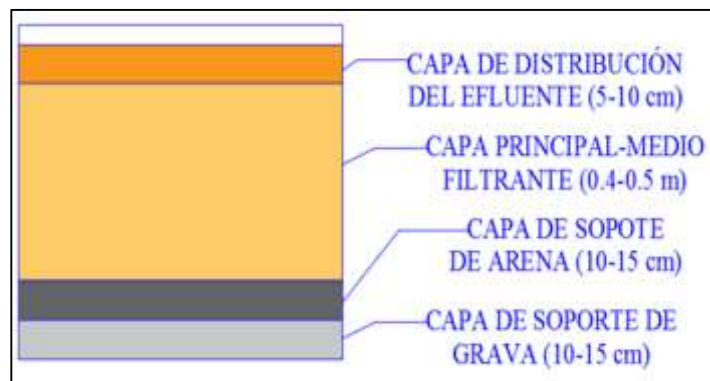 CAPA DE DISTRIBUCIÓN
DEL EFLUENTE (5-10 cm)
CAPA PRINCIPAL-MEDIO
FILTRANTE (0.4-0.5 m)
CAPA DE SOPOTE
DE ARENA (10-15 cm)
CAPA DE SOPORTE DE
GRAVA (10-15 cm)